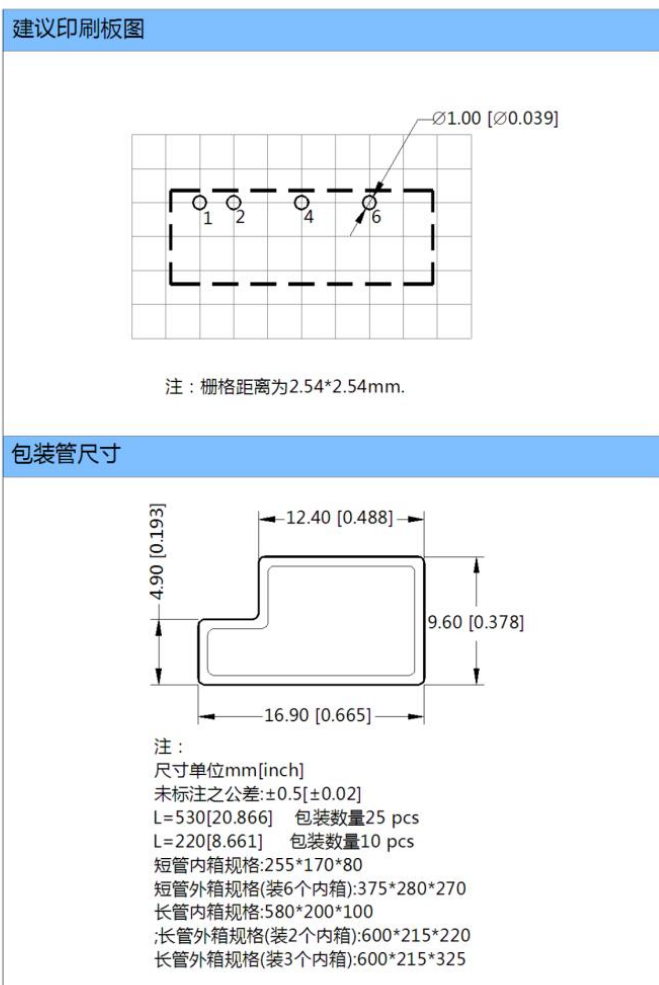 建议印刷板图
∅1.00 [∅0.039]
1 2 4 6
注：栅格距离为2.54*2.54mm.
包装管尺寸
12.40 [0.488]
4.90 [0.193]
9.60 [0.378]
16.90 [0.665]
注：
尺寸单位mm[inch]
未标注之公差:±0.5[±0.02]
L=530[20.866] 包装数量25 pcs
L=220[8.661] 包装数量10 pcs
短管内箱规格:255*170*80
短管外箱规格(装6个内箱):375*280*270
长管内箱规格:580*200*100
;长管外箱规格(装2个内箱):600*215*220
长管外箱规格(装3个内箱):600*215*325